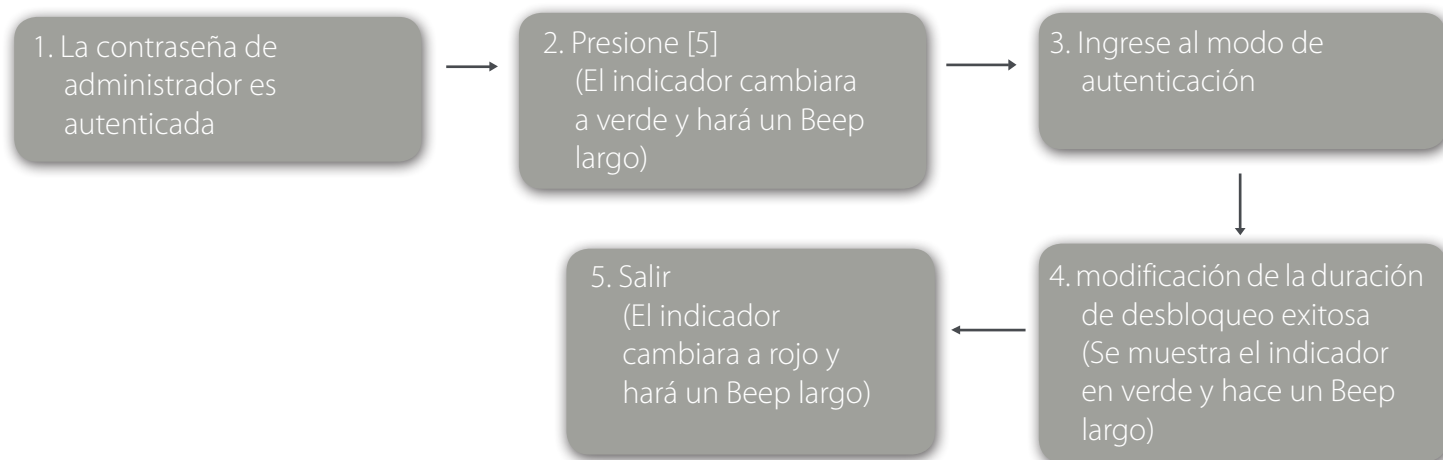 1. La contraseña de
administrador es
autenticada
2. Presione [5]
(El indicador cambiara
a verde y hará un Beep
largo)
3. Ingrese al modo de
autenticación
4. modificación de la duración
de desbloqueo exitosa
(Se muestra el indicador
en verde y hace un Beep
largo)
5. Salir
(El indicador
cambiara a rojo y
hará un Beep largo)